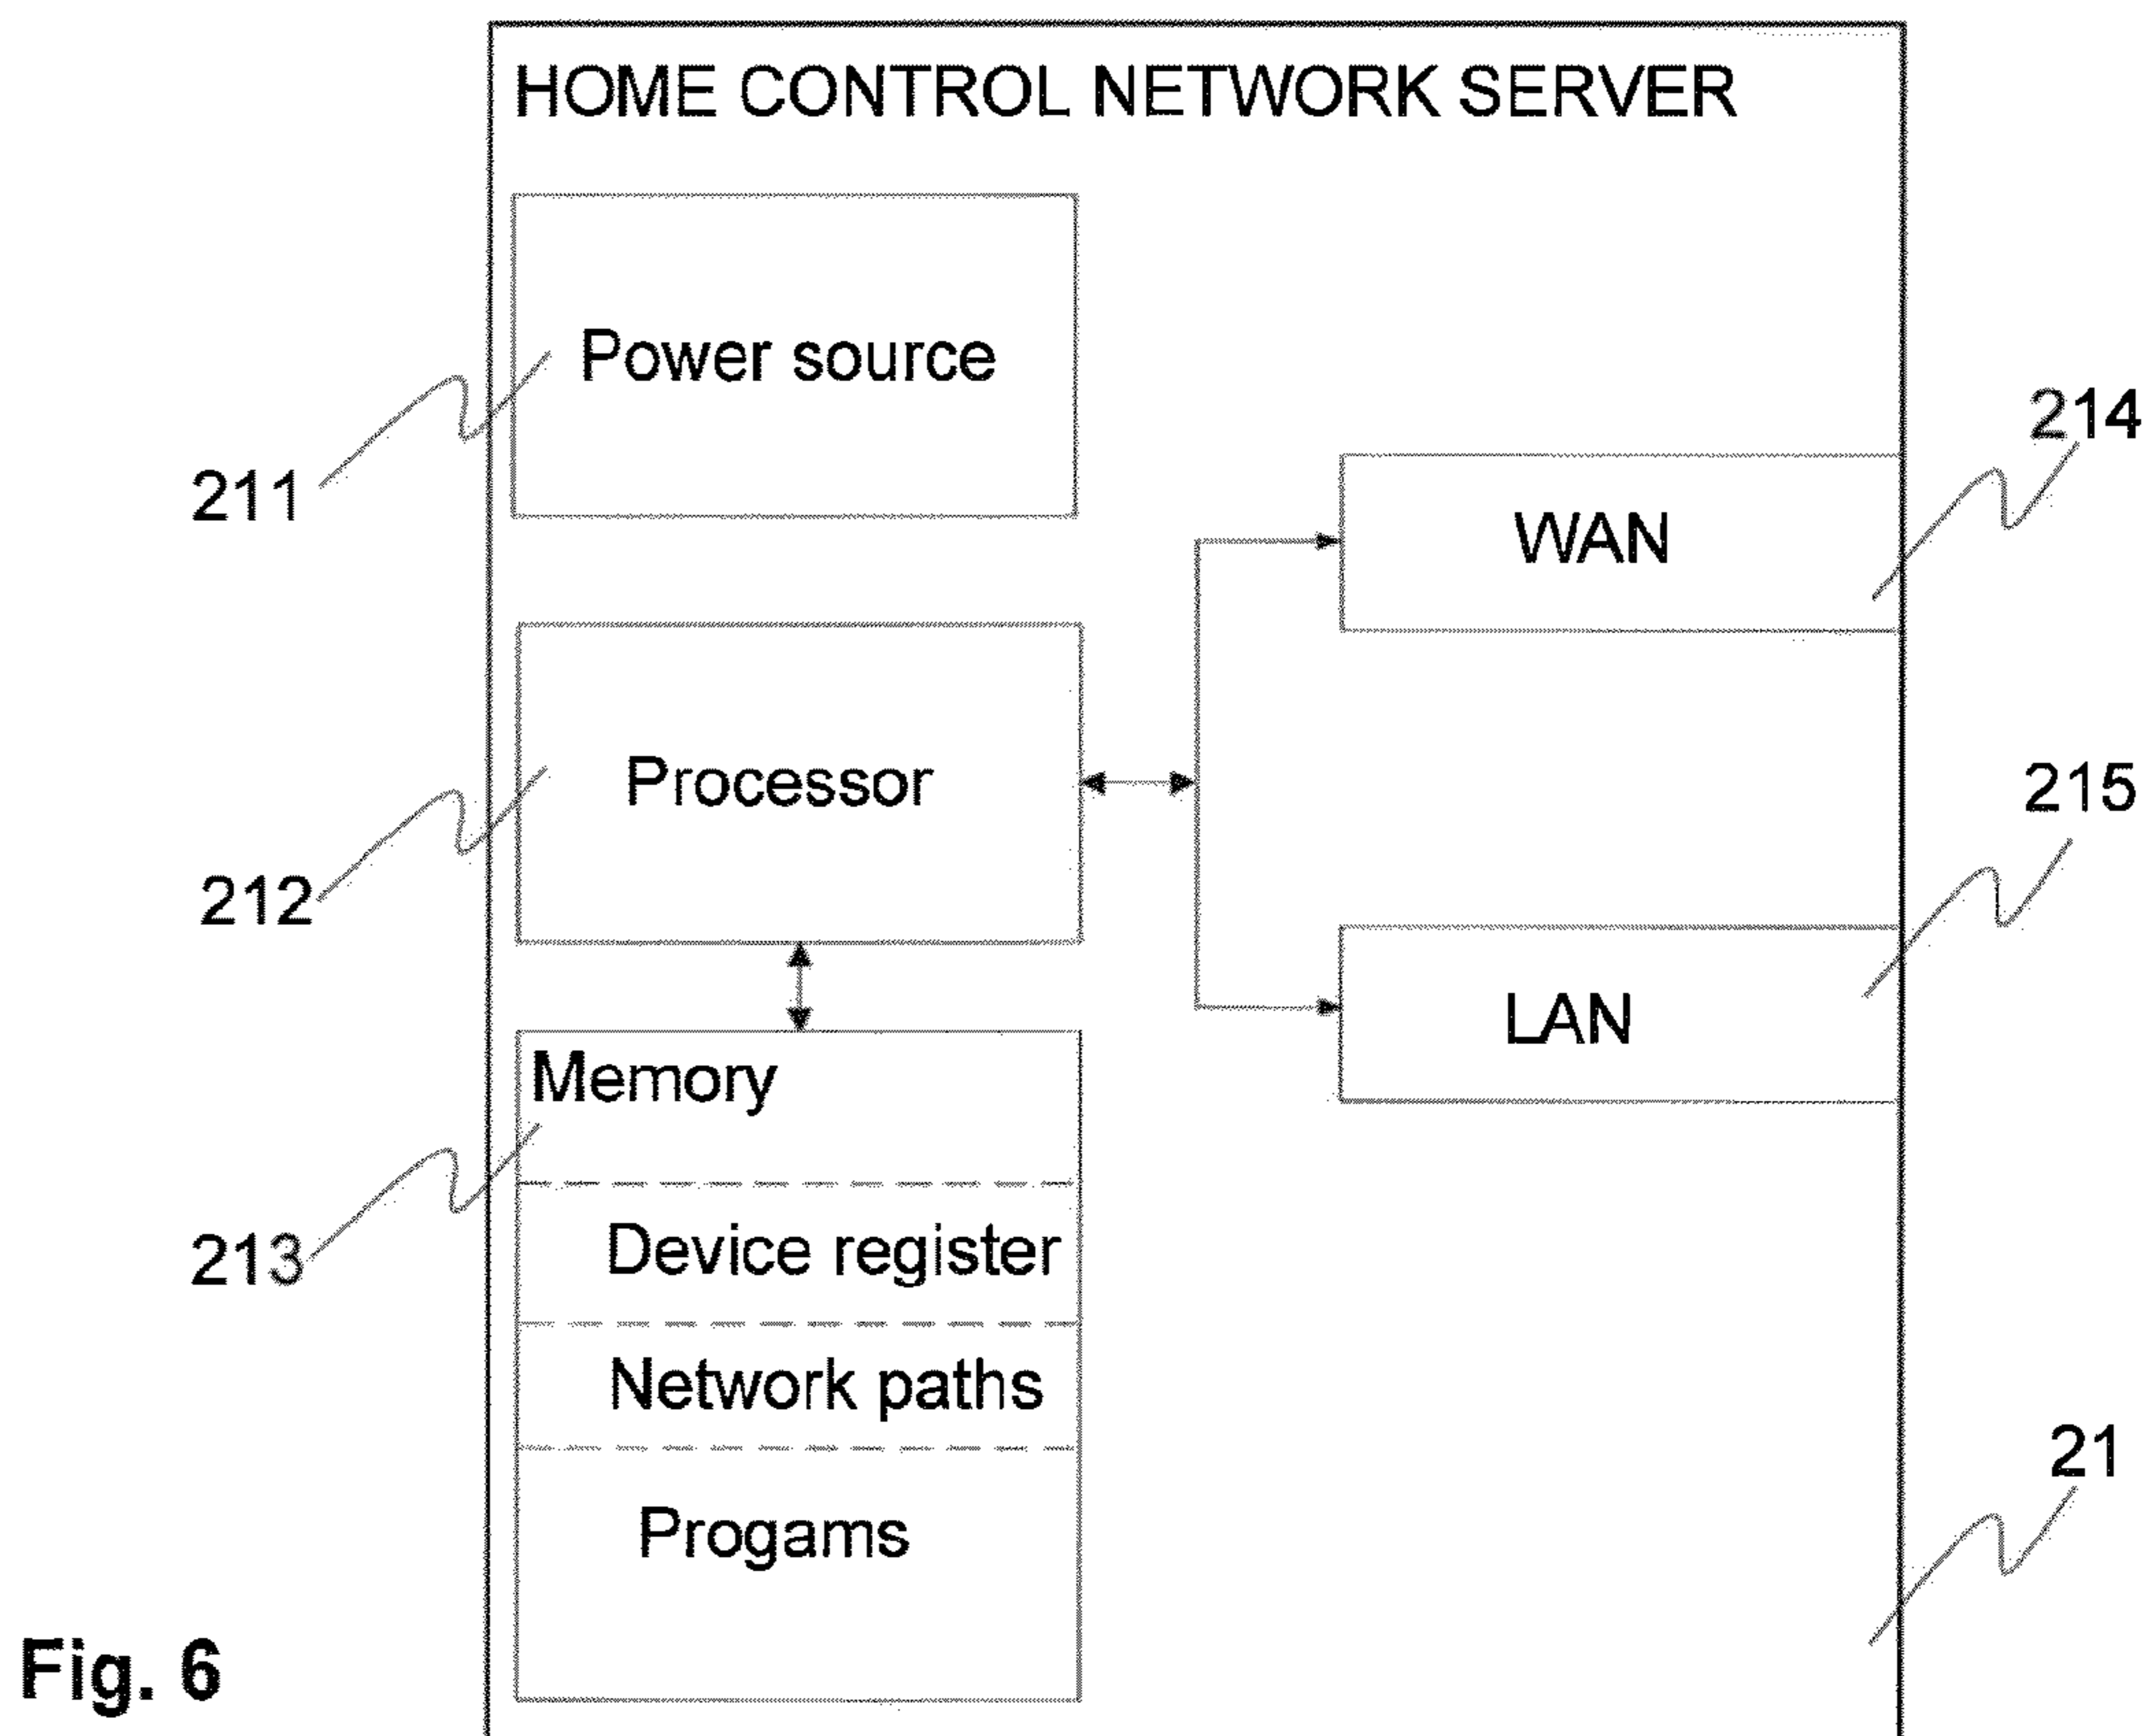 HOME CONTROL NETWORK SERVER
Power source
211
214
WAN
Processor
212
215
LAN
Memory
213
Device register
Network paths
Progams
21
Fig. 6